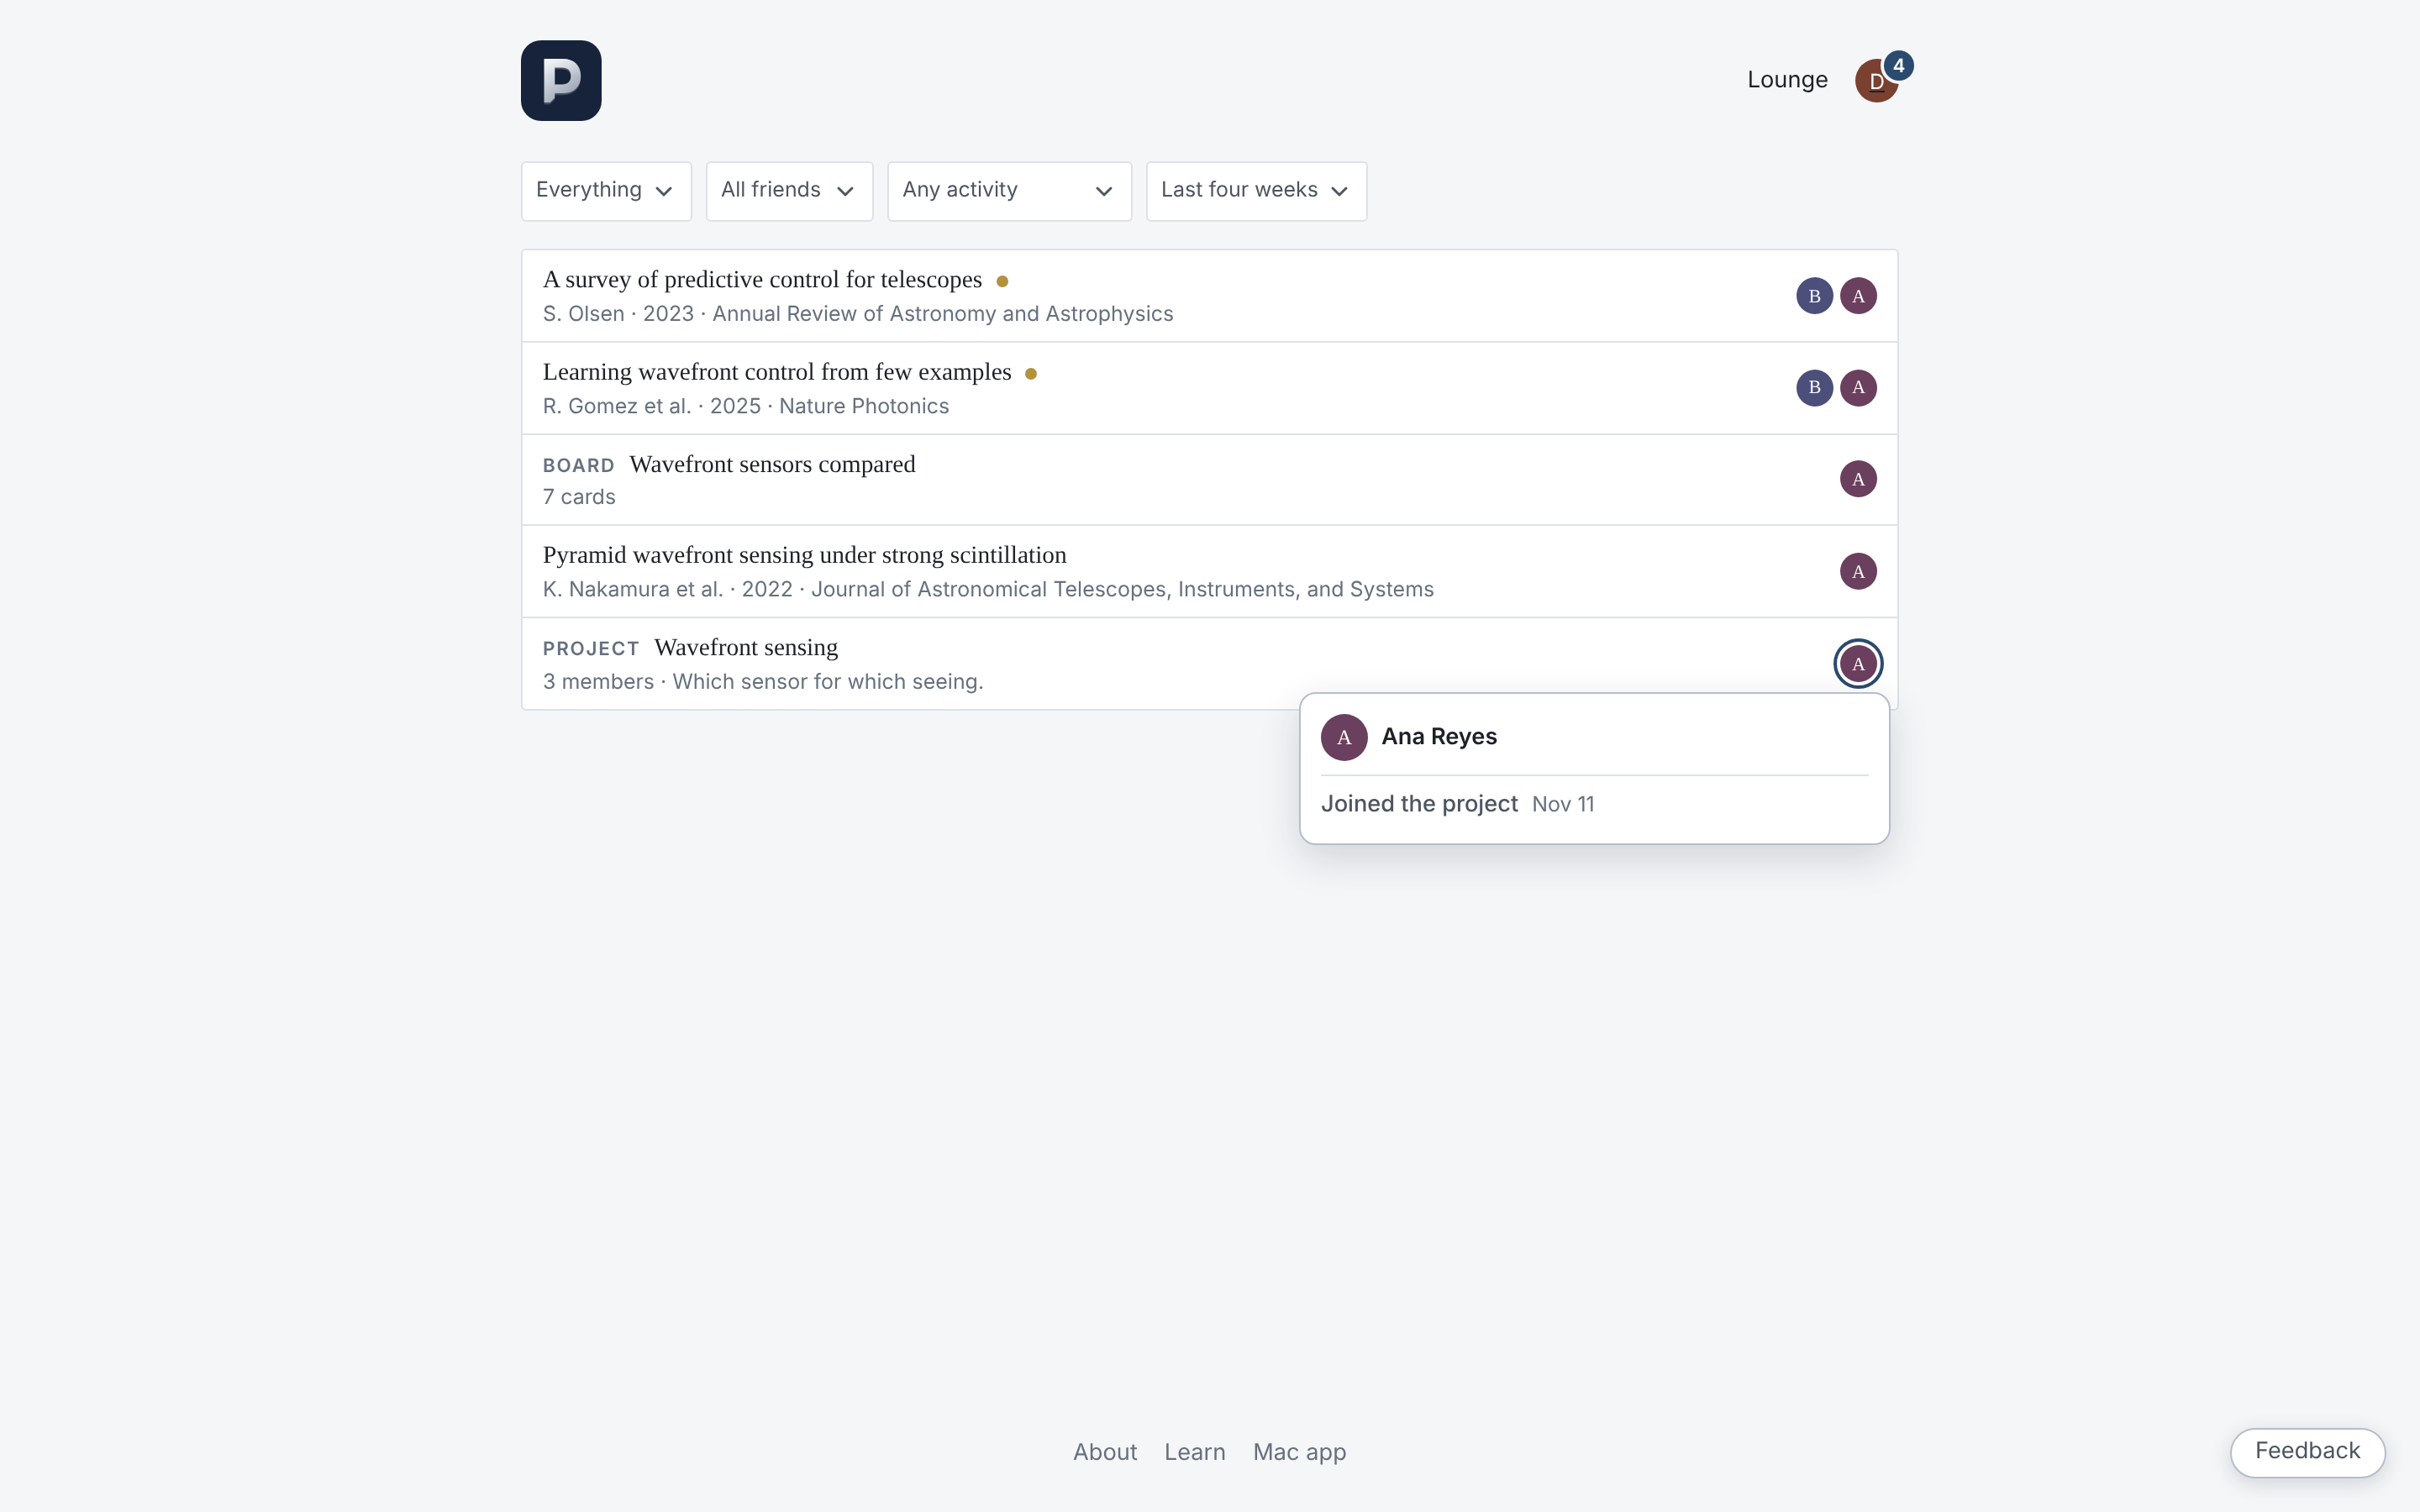 P
Lounge
D
4
Everything
All friends
Any activity
Last four weeks
A survey of predictive control for telescopes
S. Olsen · 2023 · Annual Review of Astronomy and Astrophysics
B A
Learning wavefront control from few examples
R. Gomez et al. · 2025 · Nature Photonics
B A
BOARD Wavefront sensors compared
7 cards
A
Pyramid wavefront sensing under strong scintillation
K. Nakamura et al. · 2022 · Journal of Astronomical Telescopes, Instruments, and Systems
A
PROJECT Wavefront sensing
3 members · Which sensor for which seeing.
A
A Ana Reyes
Joined the project Nov 11
About Learn Mac app
Feedback